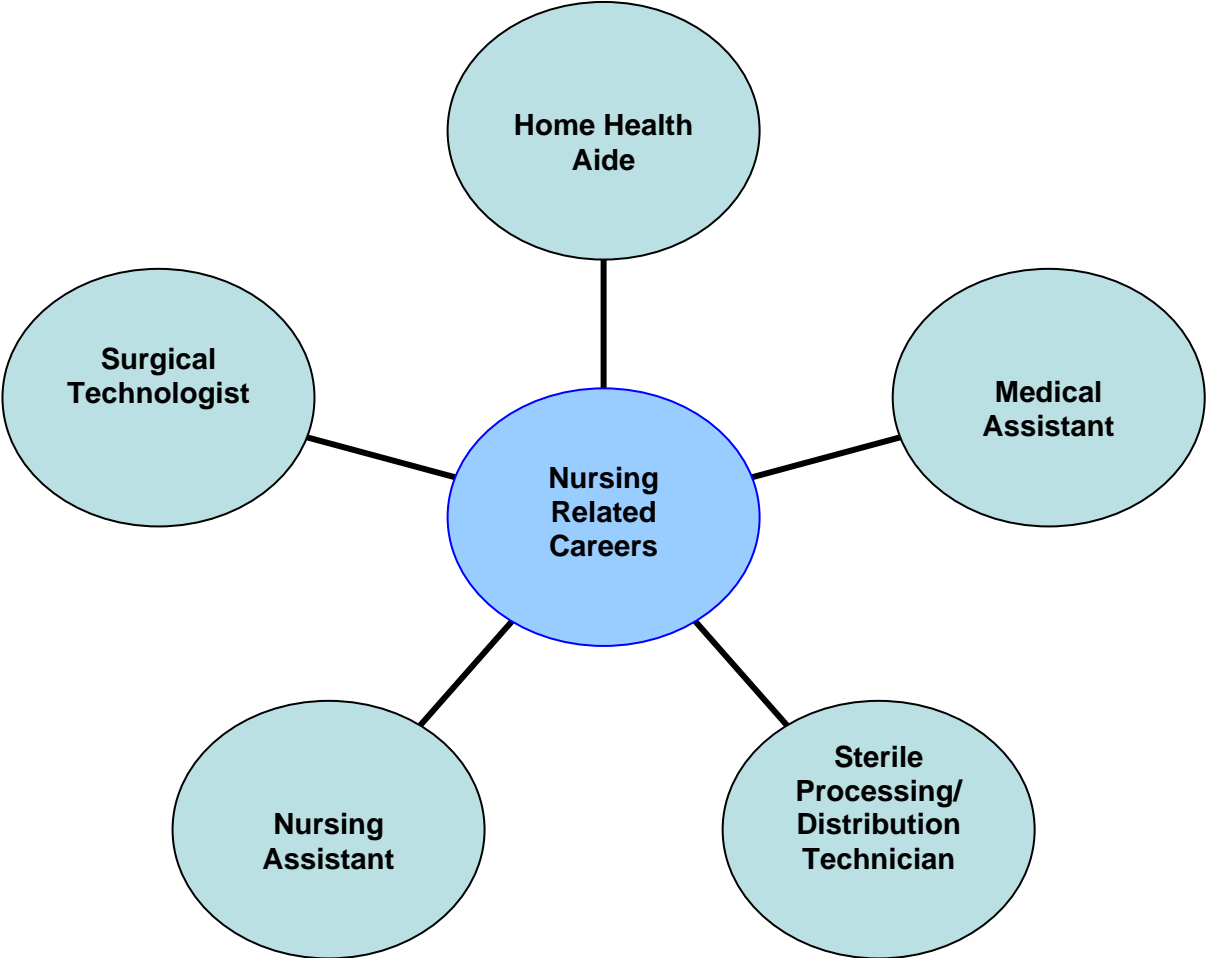 Home Health
Aide
Surgical
Technologist
Medical
Assistant
Nursing
Related
Careers
Nursing
Assistant
Sterile
Processing/
Distribution
Technician